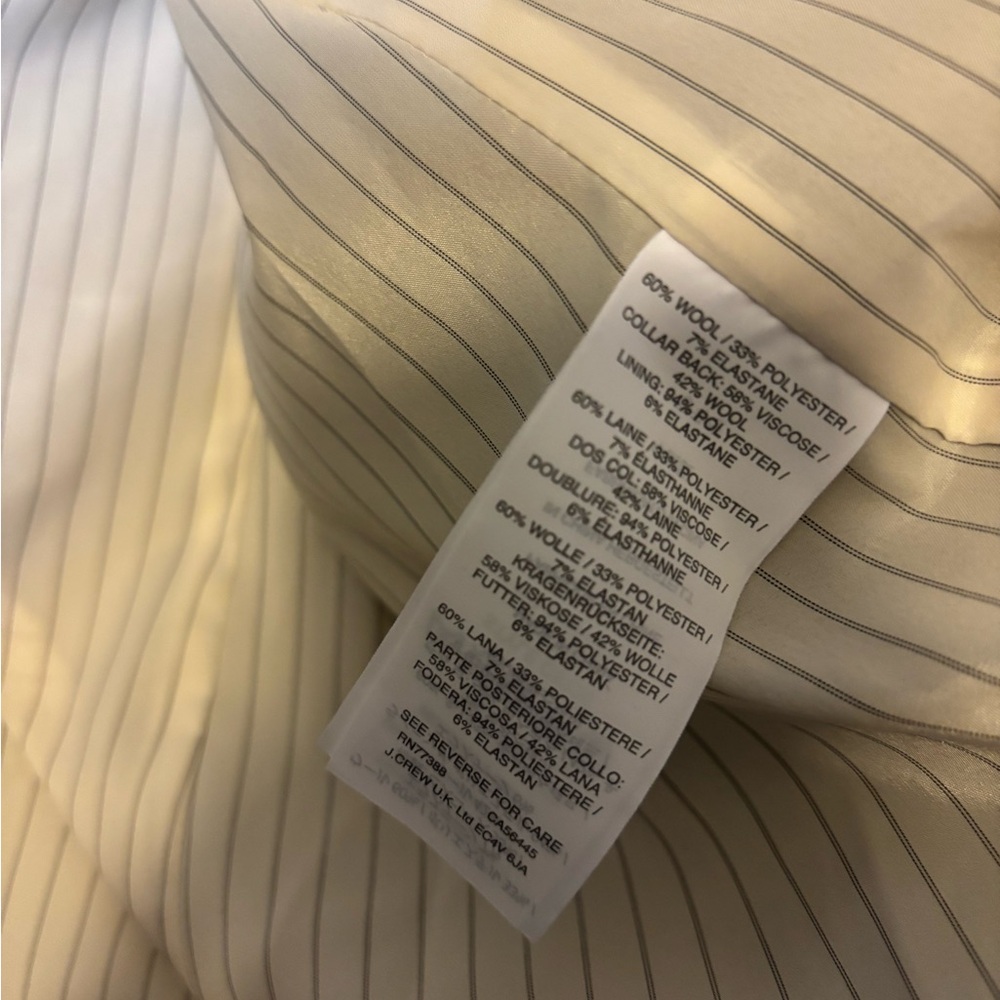 60% WOOL / 33% POLYESTER /
7% ELASTANE
COLLAR BACK: 58% VISCOSE /
42% WOOL
LINING: 94% POLYESTER /
6% ELASTANE
60% LAINE / 33% POLYESTER /
7% ÉLASTHANNE
DOS COL: 58% VISCOSE /
42% LAINE
DOUBLURE: 94% POLYESTER /
6% ÉLASTHANNE
60% WOLLE / 33% POLYESTER /
7% ELASTAN
KRAGENRÜCKSEITE:
58% VISKOSE / 42% WOLLE
FUTTER: 94% POLYESTER /
6% ELASTAN
60% LANA / 33% POLIESTERE /
7% ELASTAN
PARTE POSTERIORE COLLO:
58% VISCOSA / 42% LANA
FODERA: 94% POLIESTERE /
6% ELASTAN
SEE REVERSE FOR CARE
RN77388 CA56445
J.CREW U.K. Ltd EC4V 6JA